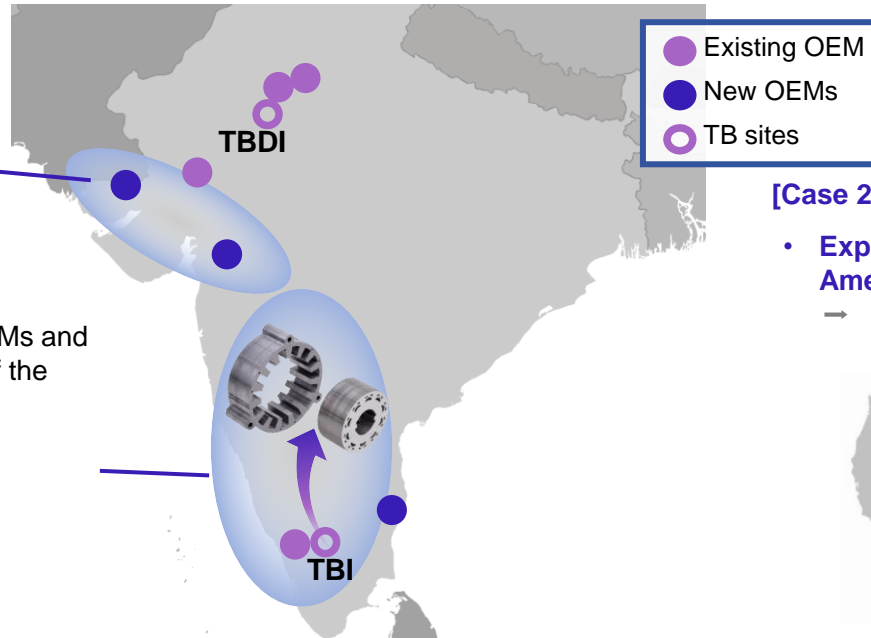 Existing OEM
New OEMs
TB sites
TBDI
[Case 2
• Exp
Ame
→
Ms and
the
TBI